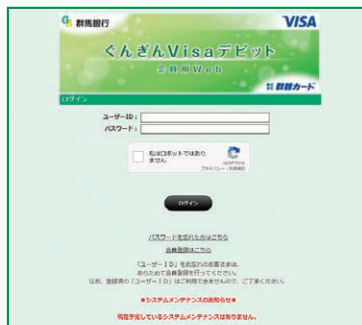 群馬銀行
VISA
ぐんぎんVisaデビット
会員用Web
群銀カード
ログイン
ユーザーID：
パスワード：
私はロボットではあり
ません
reCAPTCHA
プライバシー - 利用規約
ログイン
パスワードを忘れた方はこちら
会員登録はこちら
「ユーザーＩＤ」をお忘れのお客さまは、
あらためて会員登録を行ってください。
なお、登録済の「ユーザーＩＤ」はご利用できませんので、ご了承ください。
※システムメンテナンスのお知らせ※
現在予定しているシステムメンテナンスはありません。